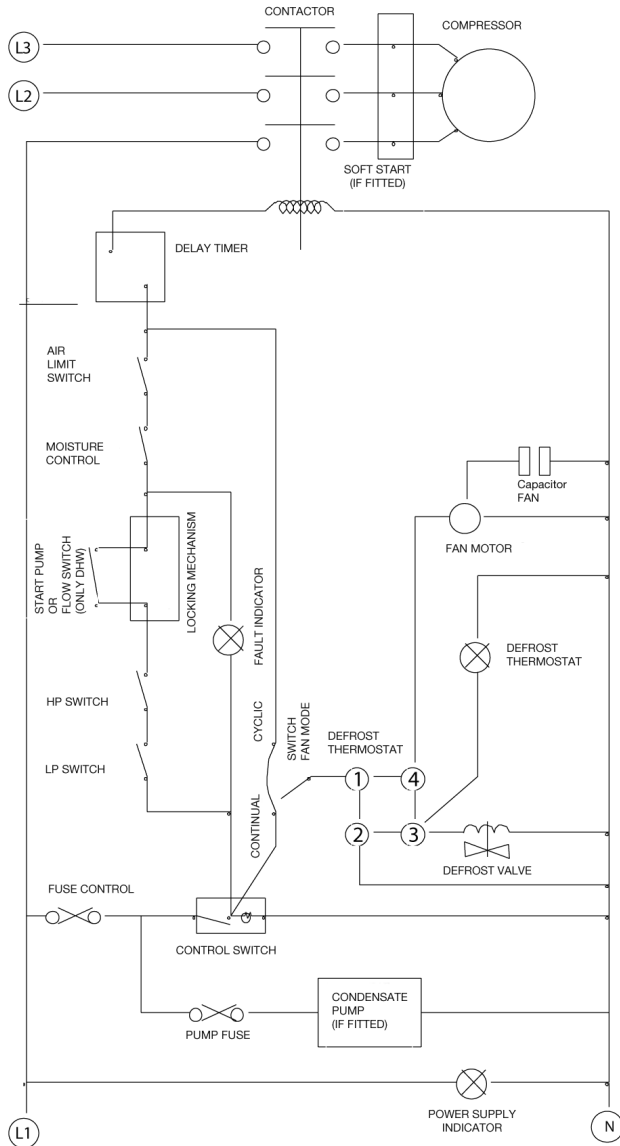 CONTACTOR
COMPRESSOR
L3
L2
SOFT START
(IF FITTED)
DELAY TIMER
AIR
LIMIT
SWITCH
MOISTURE
CONTROL
Capacitor
FAN
FAN MOTOR
START PUMP
OR
FLOW SWITCH
(ONLY DHW)
LOCKING MECHANISM
FAULT INDICATOR
DEFROST
THERMOSTAT
HP SWITCH
LP SWITCH
CYCLIC
CONTINUAL
SWITCH
FAN MODE
DEFROST
THERMOSTAT
1
4
2
3
DEFROST VALVE
FUSE CONTROL
CONTROL SWITCH
PUMP FUSE
CONDENSATE
PUMP
(IF FITTED)
POWER SUPPLY
INDICATOR
L1
N